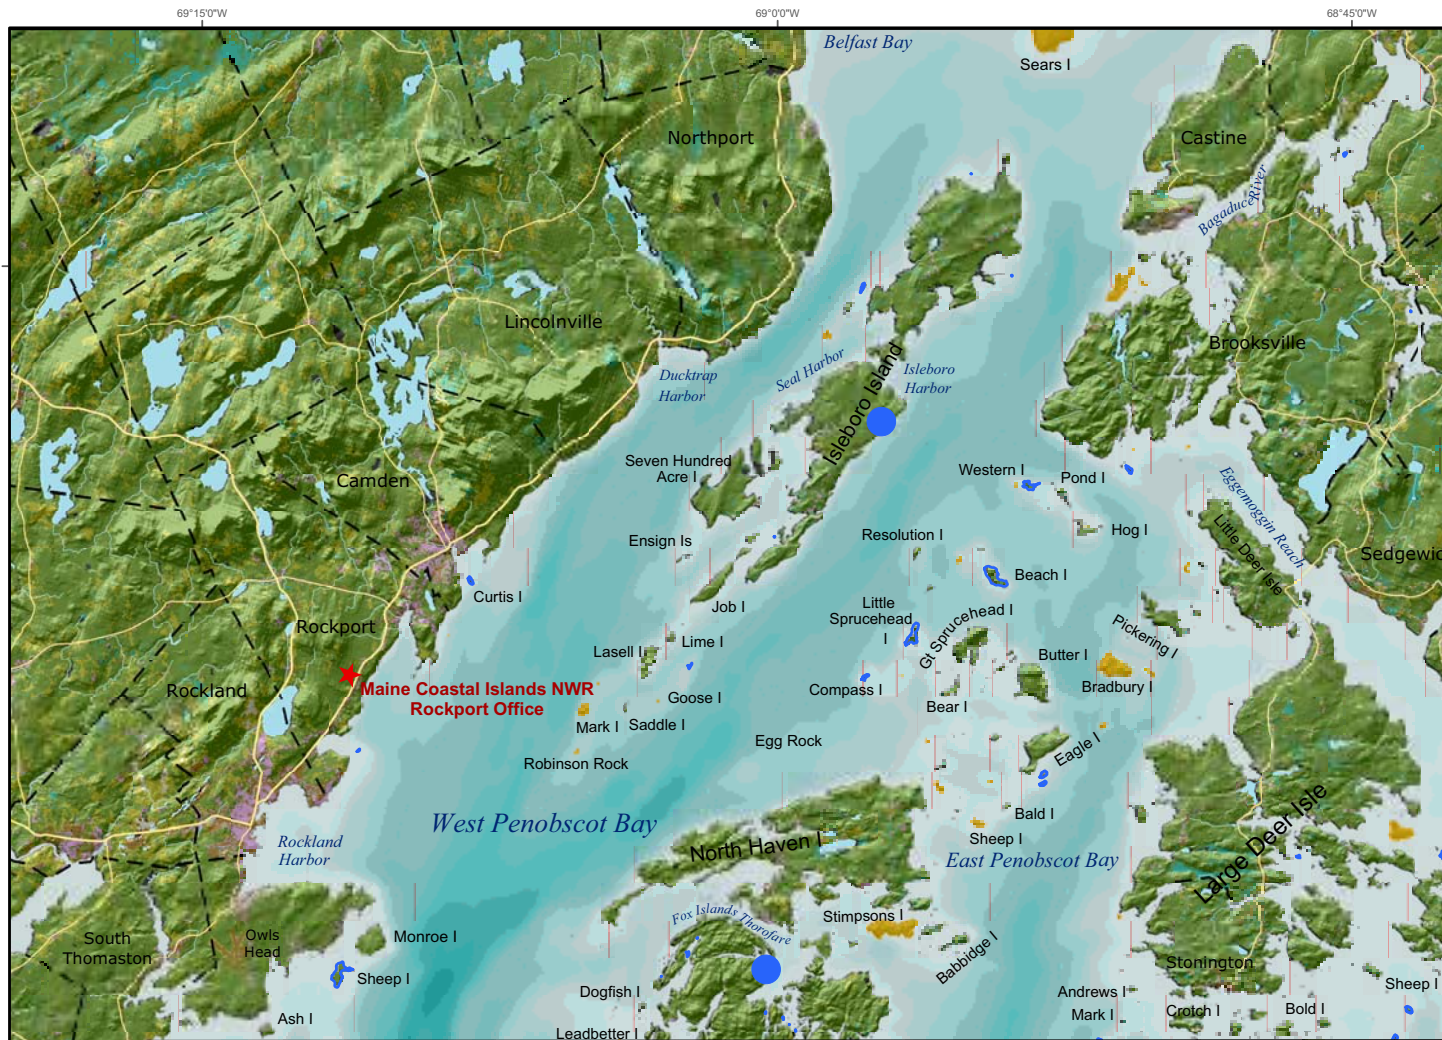 69°15'0"W
69°0'0"W
68°45'0"W
Belfast Bay
Sears I
Northport
Castine
Bagaduce River
Lincolnville
Brooksville
Ducktrap
Harbor
Seal Harbor
Isleboro Island
Isleboro
Harbor
Seven Hundred
Acre I
Camden
Western I
Pond I
Eggemoggin Reach
Little Deer Isle
Hog I
Resolution I
Ensign Is
Sedgewic
Beach I
Curtis I
Job I
Little
Sprucehead
I
Gt Sprucehead I
Pickering I
Rockport
Lime I
Lasell I
Butter I
Bradbury I
Rockland
Maine Coastal Islands NWR
Rockport Office
Goose I
Compass I
Bear I
Mark I
Saddle I
Egg Rock
Eagle I
Robinson Rock
West Penobscot Bay
Bald I
Sheep I
Large Deer Isle
Rockland
Harbor
North Haven I
East Penobscot Bay
Fox Islands Thorofare
Stimpsons I
Babbidge I
Owls
Head
South
Thomaston
Monroe I
Stonington
Sheep I
Dogfish I
Andrews I
Sheep I
Ash I
Leadbetter I
Mark I
Crotch I
Bold I